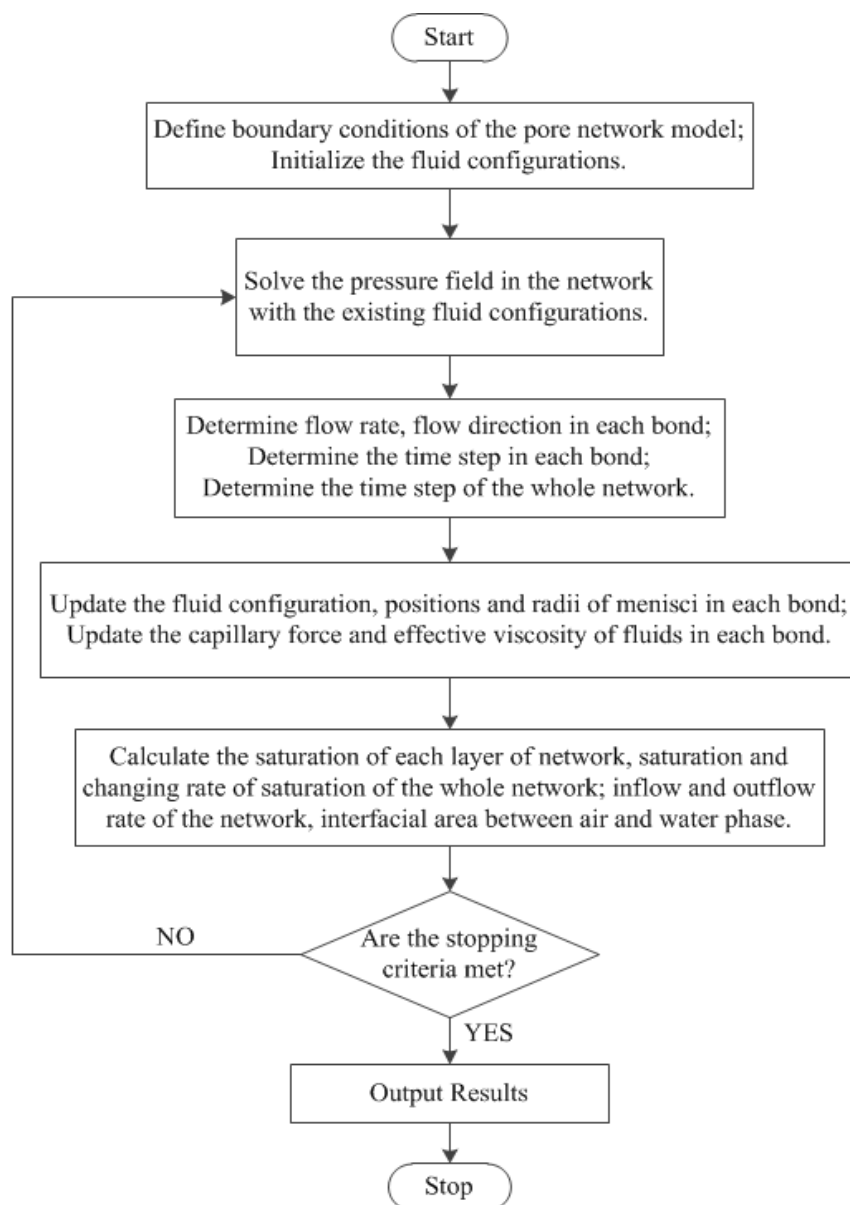 Start
Define boundary conditions of the pore network model;
Initialize the fluid configurations.
Solve the pressure field in the network
with the existing fluid configurations.
Determine flow rate, flow direction in each bond;
Determine the time step in each bond;
Determine the time step of the whole network.
Update the fluid configuration, positions and radii of menisci in each bond;
Update the capillary force and effective viscosity of fluids in each bond.
Calculate the saturation of each layer of network, saturation and
changing rate of saturation of the whole network; inflow and outflow
rate of the network, interfacial area between air and water phase.
NO
Are the stopping
criteria met?
YES
Output Results
Stop